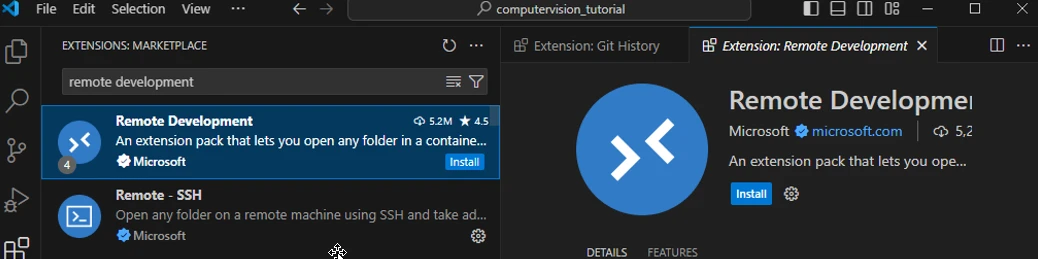 File Edit Selection View ··· computervision_tutorial
EXTENSIONS: MARKETPLACE ···
Extension: Git History
Extension: Remote Development
···
remote development
Remote Development 5.2M ★ 4.5
An extension pack that lets you open any folder in a containe...
Microsoft Install
4
Remote - SSH
Open any folder on a remote machine using SSH and take ad...
Microsoft
Remote Developmen
Microsoft microsoft.com 5,2
An extension pack that lets you ope...
Install
DETAILS FEATURES